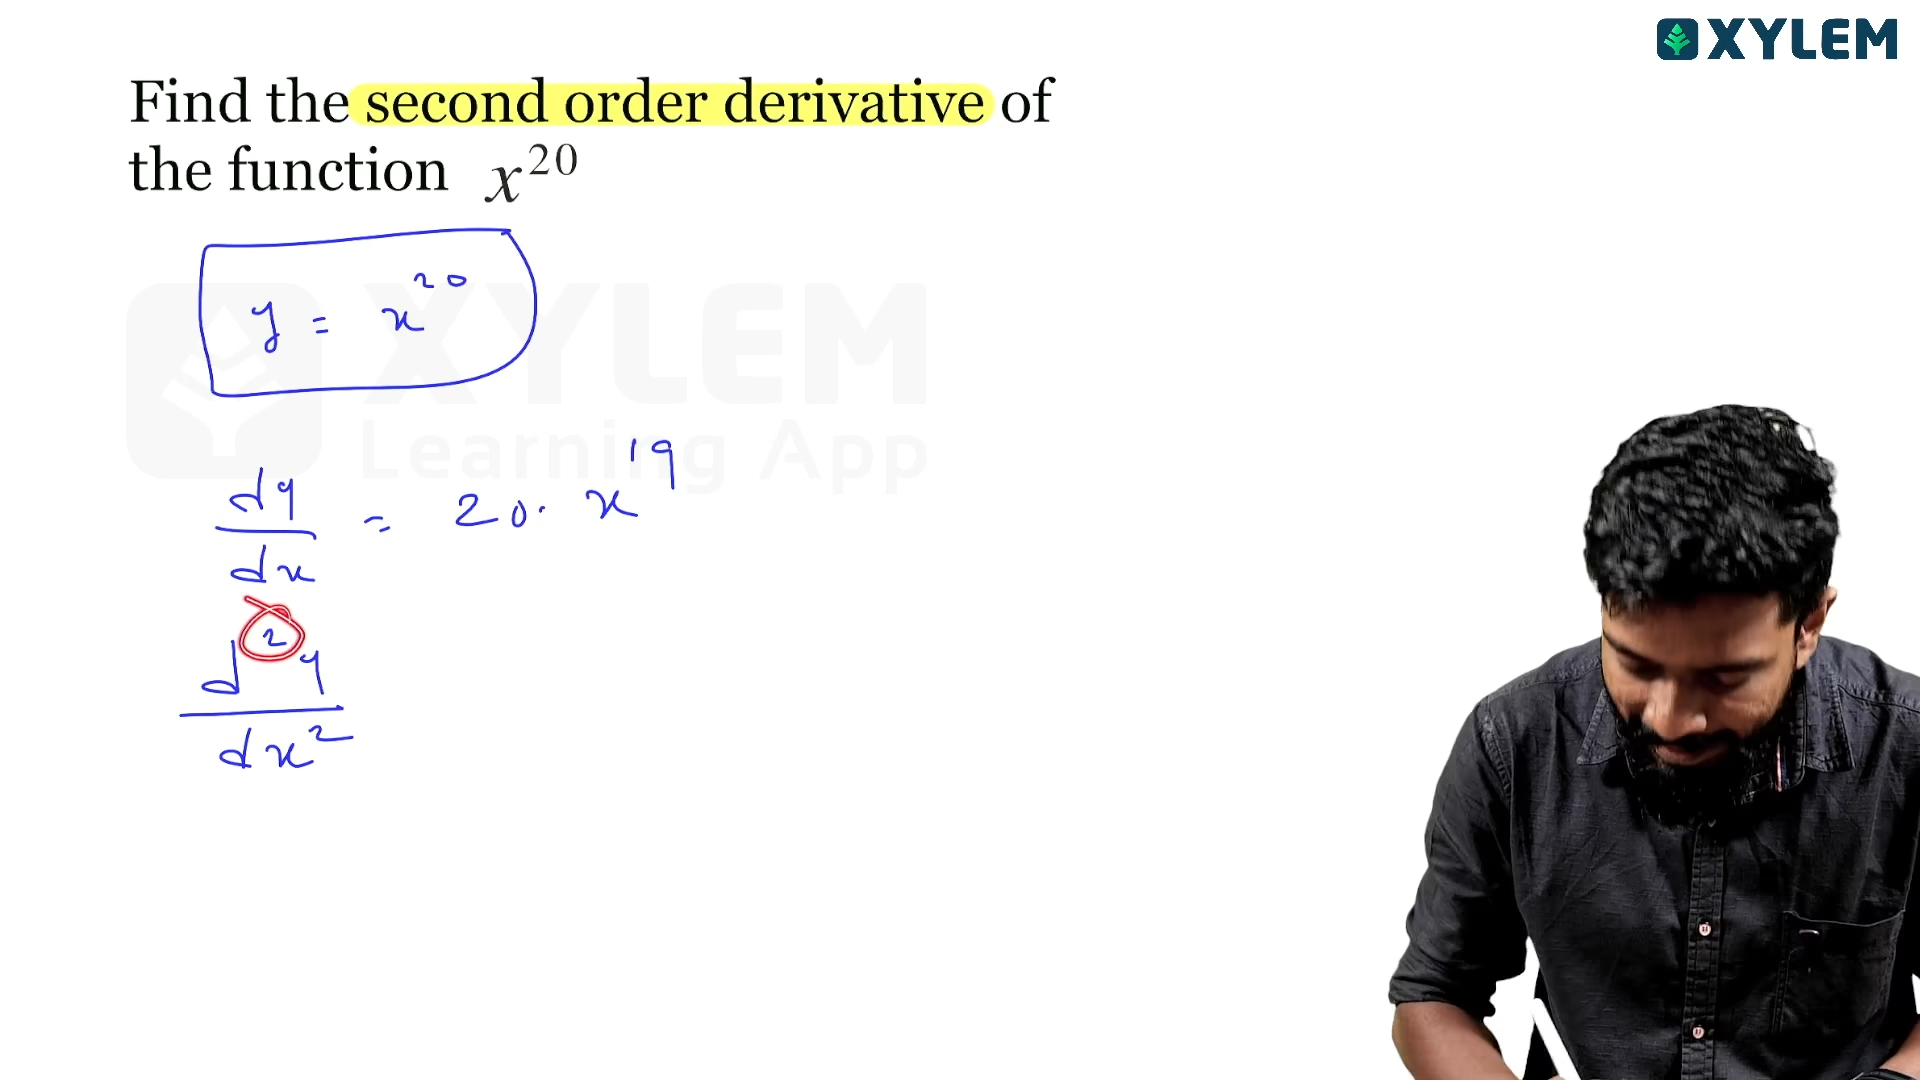 XYLEM
Find the second order derivative of
the function x^20
y = x^20
XYLEM
Learning App
dy/dx = 20. x^19
d^2y/dx^2